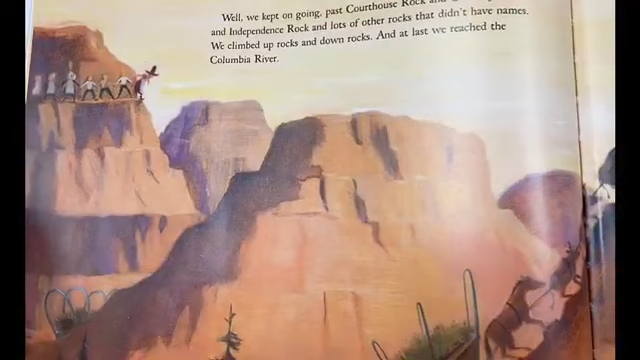 Well, we kept on going, past Courthouse Rock and
and Independence Rock and lots of other rocks that didn't have names.
We climbed up rocks and down rocks. And at last we reached the
Columbia River.